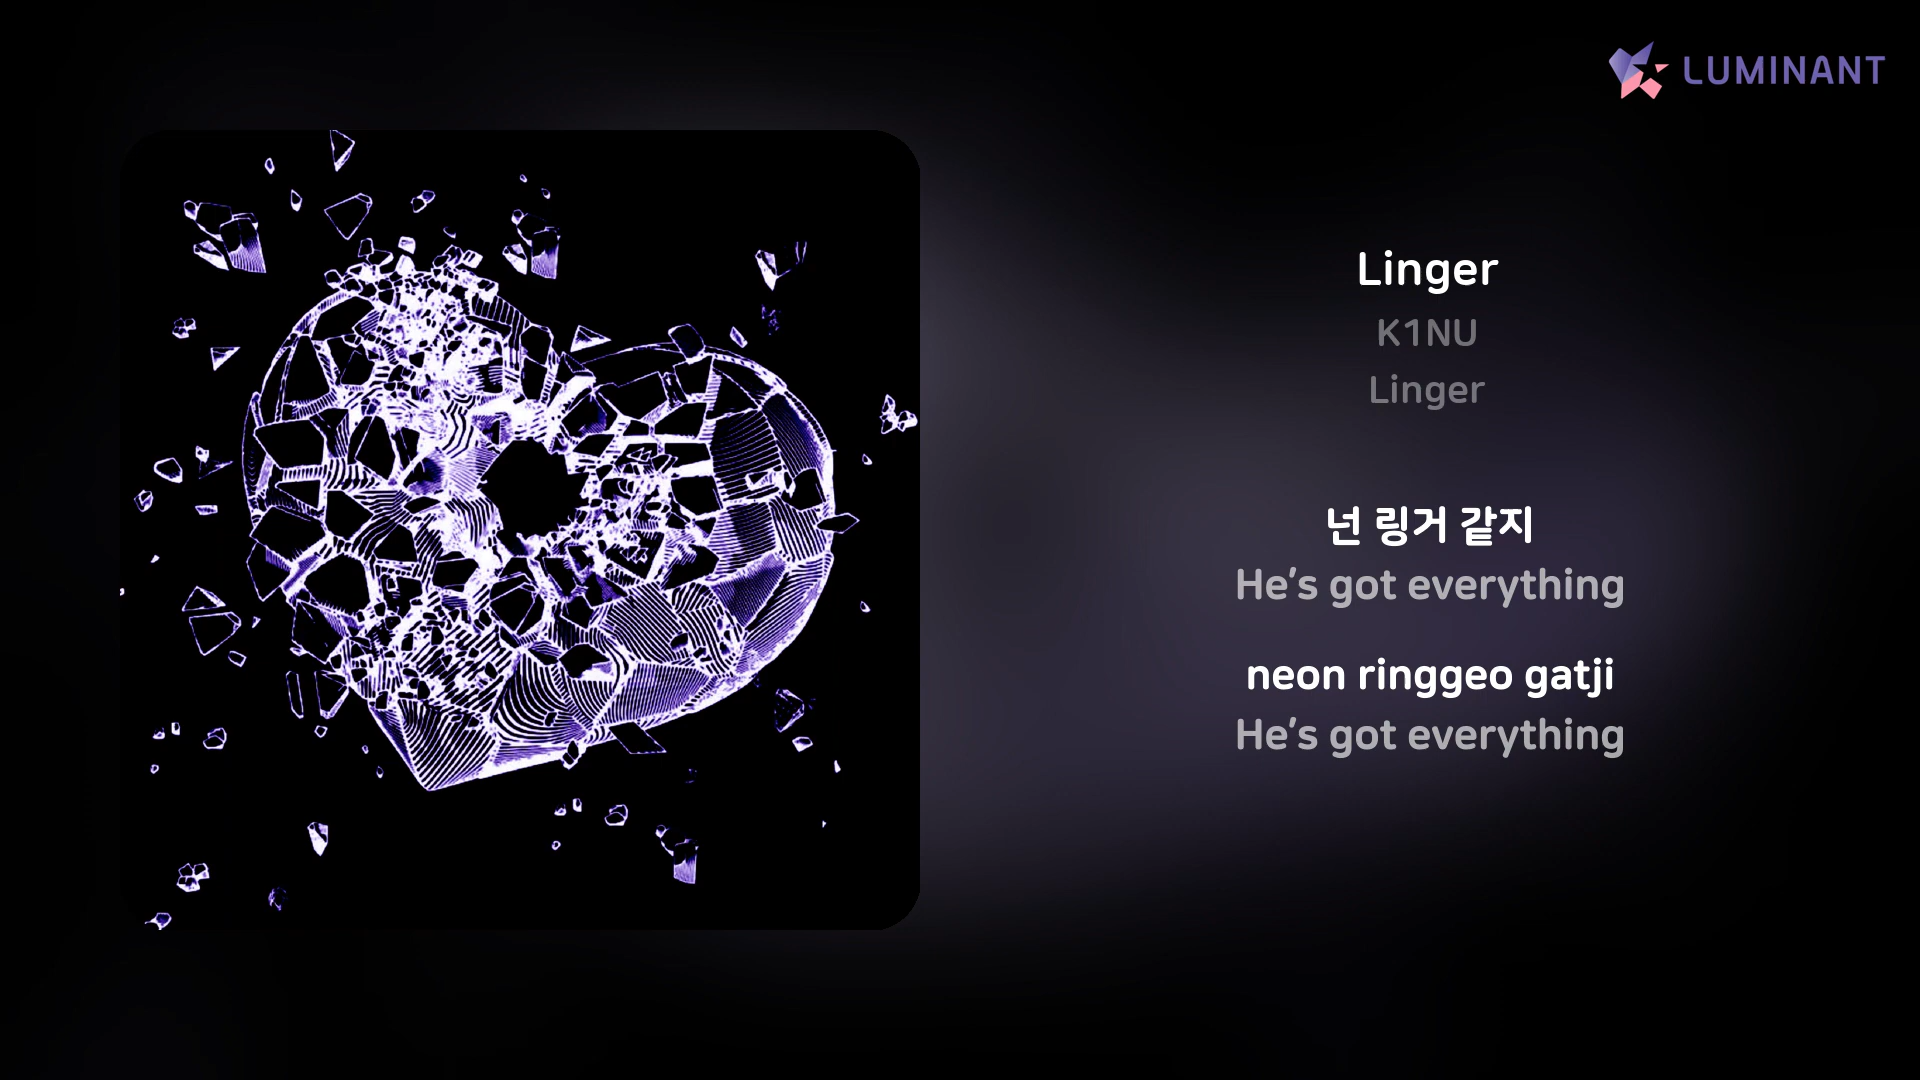 LUMINANT
Linger
K1NU
Linger
넌 링거 같지
He's got everything
neon ringgeo gatji
He's got everything